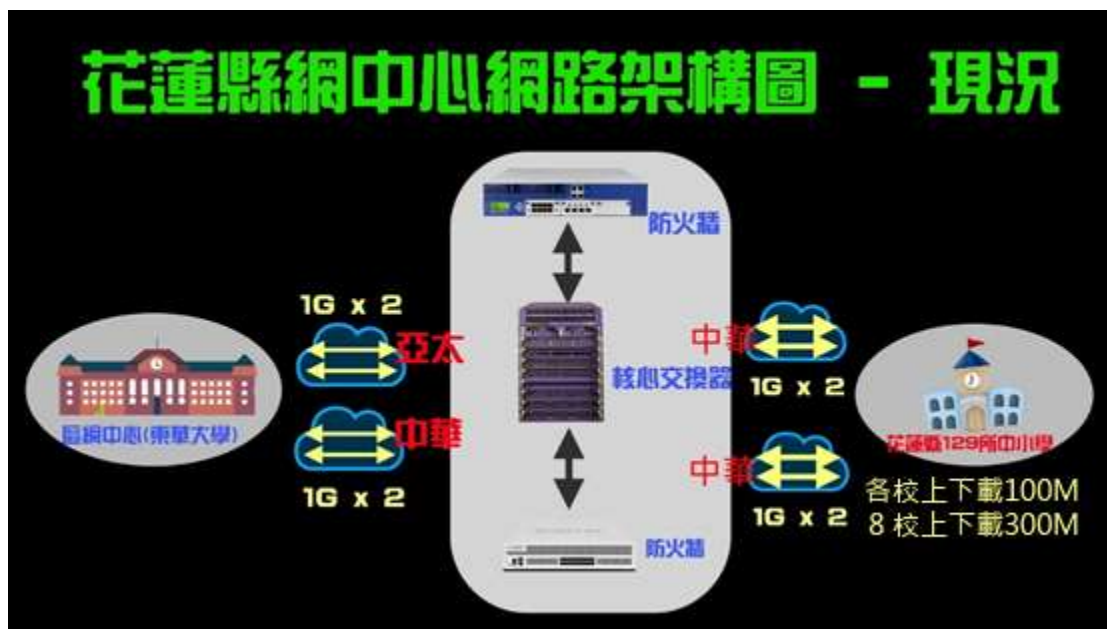 花蓮縣網中心網路架構圖 - 現況
防火牆
1G x 2
亞太
區網中心(東華大學)
中華
1G x 2
核心交換器
中華
1G x 2
中華
1G x 2
花蓮縣129所中小學
各校上下載100M
8 校上下載300M
防火牆